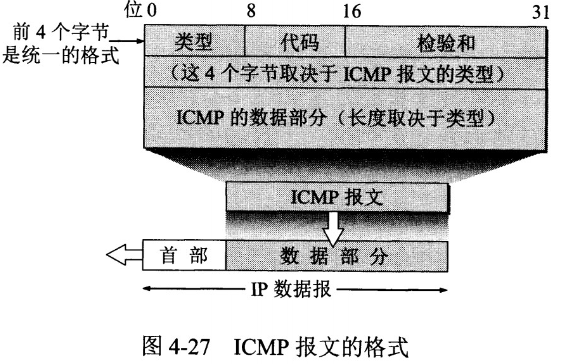 位 0 8 16 31
前 4 个字节
是统一的格式
类型 代码 检验和
(这 4 个字节取决于 ICMP 报文的类型)
ICMP 的数据部分(长度取决于类型)
ICMP 报文
首 部 数 据 部 分
IP 数据报
图 4-27 ICMP 报文的格式